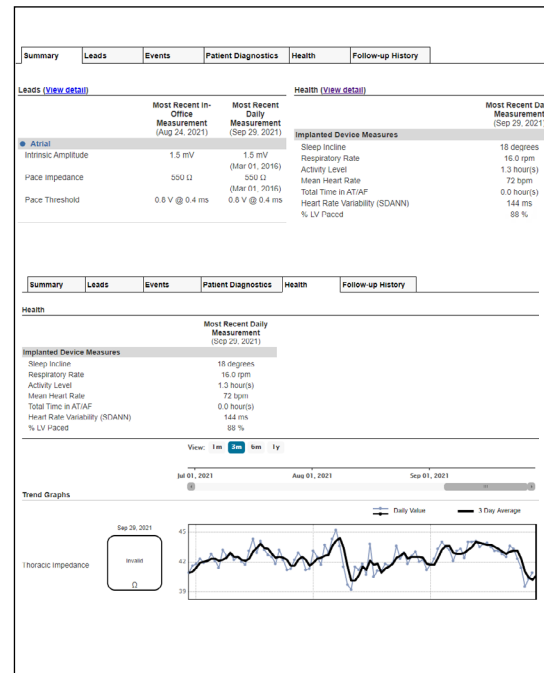 Summary Leads Events Patient Diagnostics Health Follow-up History
Leads (View detail)
Most Recent In-
Office
Measurement
(Aug 24, 2021)
Most Recent
Daily
Measurement
(Sep 29, 2021)
Atrial
Intrinsic Amplitude 1.5 mV 1.5 mV
(Mar 01, 2016)
Pace Impedance 550 Ω 550 Ω
(Mar 01, 2016)
Pace Threshold 0.8 V @ 0.4 ms 0.8 V @ 0.4 ms
Health (View detail)
Most Recent Da
Measurement
(Sep 29, 2021)
Implanted Device Measures
Sleep Incline 18 degrees
Respiratory Rate 16.0 rpm
Activity Level 1.3 hour(s)
Mean Heart Rate 72 bpm
Total Time in AT/AF 0.0 hour(s)
Heart Rate Variability (SDANN) 144 ms
% LV Paced 88 %
Summary Leads Events Patient Diagnostics Health Follow-up History
Health
Most Recent Daily
Measurement
(Sep 29, 2021)
Implanted Device Measures
Sleep Incline 18 degrees
Respiratory Rate 16.0 rpm
Activity Level 1.3 hour(s)
Mean Heart Rate 72 bpm
Total Time in AT/AF 0.0 hour(s)
Heart Rate Variability (SDANN) 144 ms
% LV Paced 88 %
View: 1m 3m 6m 1y
Jul 01, 2021 Aug 01, 2021 Sep 01, 2021
Trend Graphs
Daily Value 3 Day Average
Sep 29, 2021
Thoracic Impedance
Invalid
Ω
45
42
39